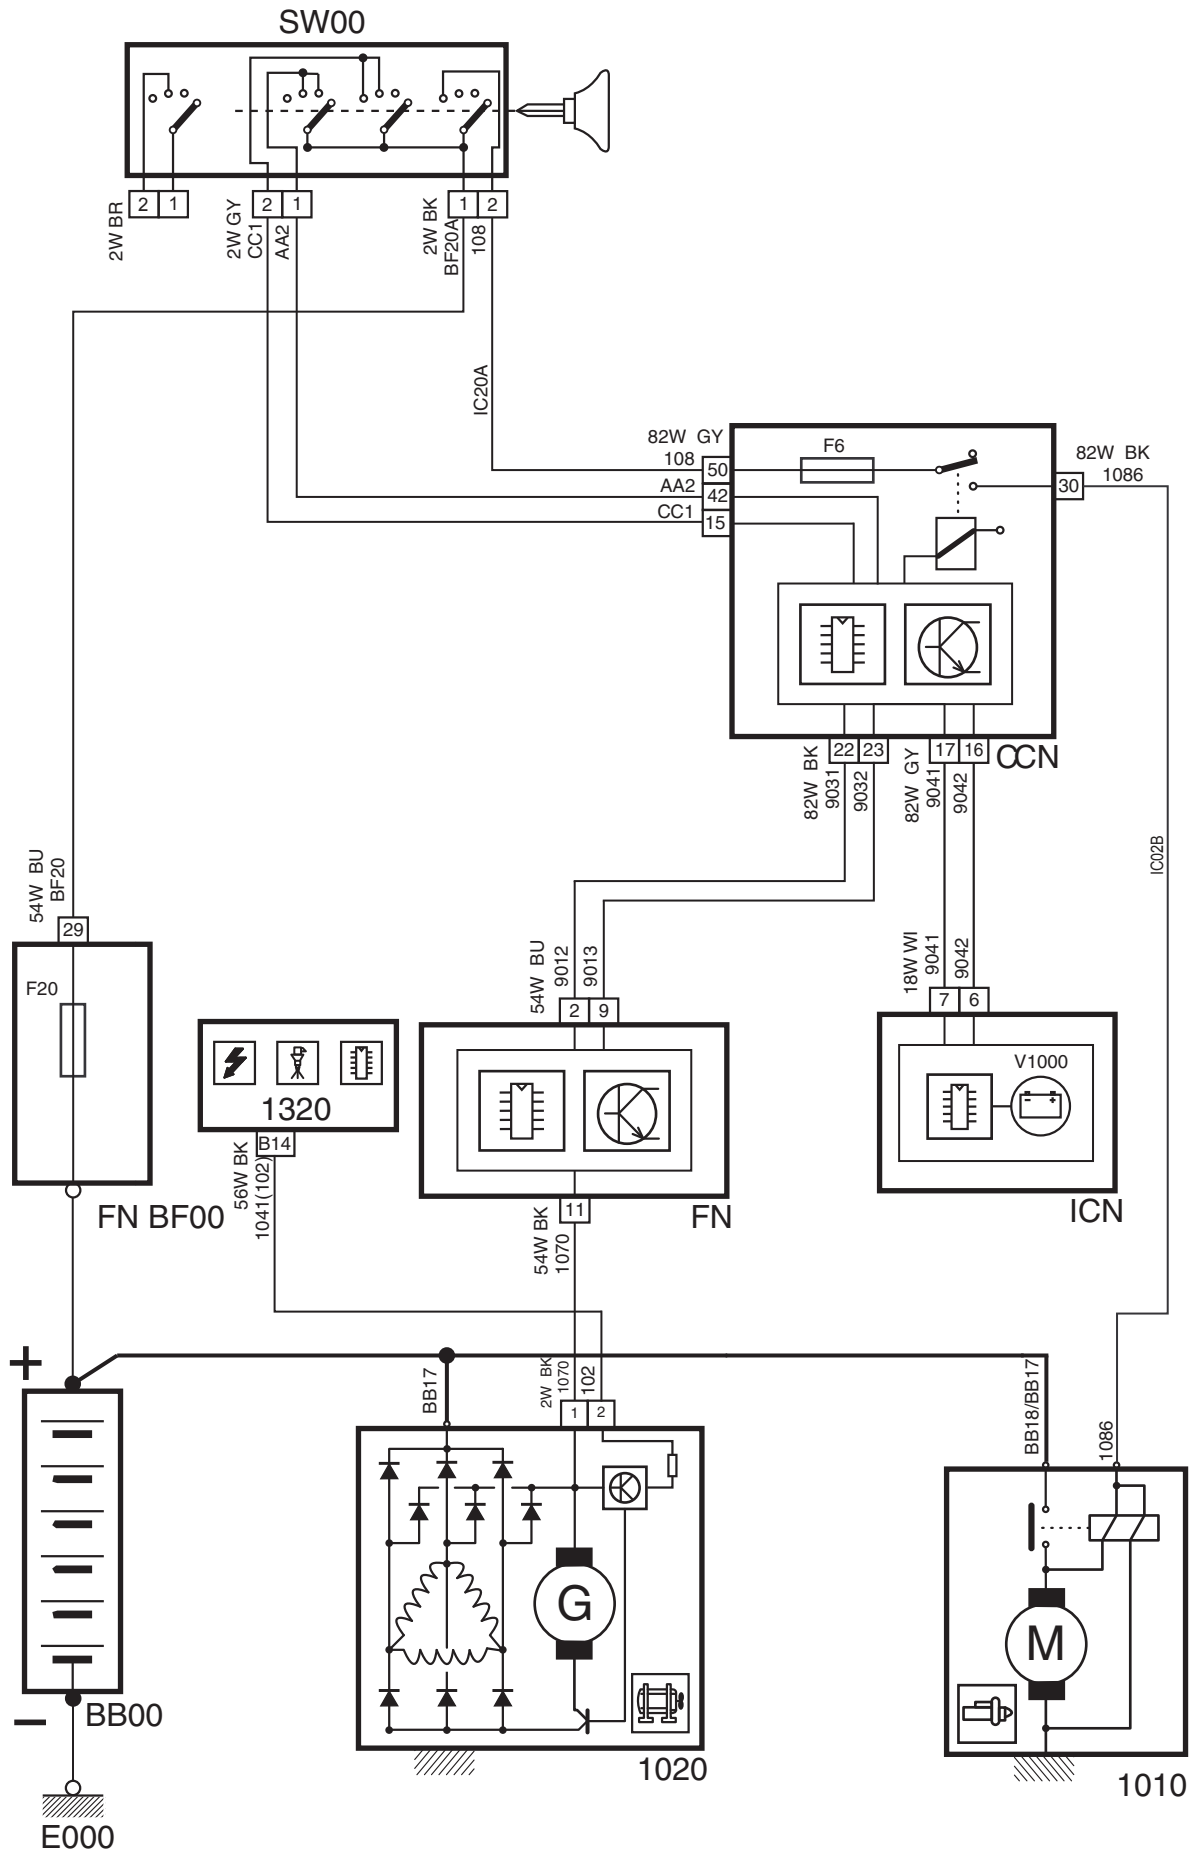 SW00
2 1
2 1
1 2
2W BR
2W GY
CC1
AA2
2W BK
BF20A
108
IC20A
82W GY
108
50
AA2
42
CC1
15
F6
82W BK
1086
30
22 23
17 16
CCN
82W BK
9031
9032
82W GY
9041
9042
IC02B
54W BU
BF20
29
F20
FN BF00
54W BU
9012
9013
2 9
18W WI
9041
9042
7 6
V1000
ICN
1320
B14
56W BK
1041(102)
11
FN
54W BK
1070
+
BB17
2W BK
1070
102
1 2
BB18/BB17
1086
G
M
−
BB00
1020
1010
E000